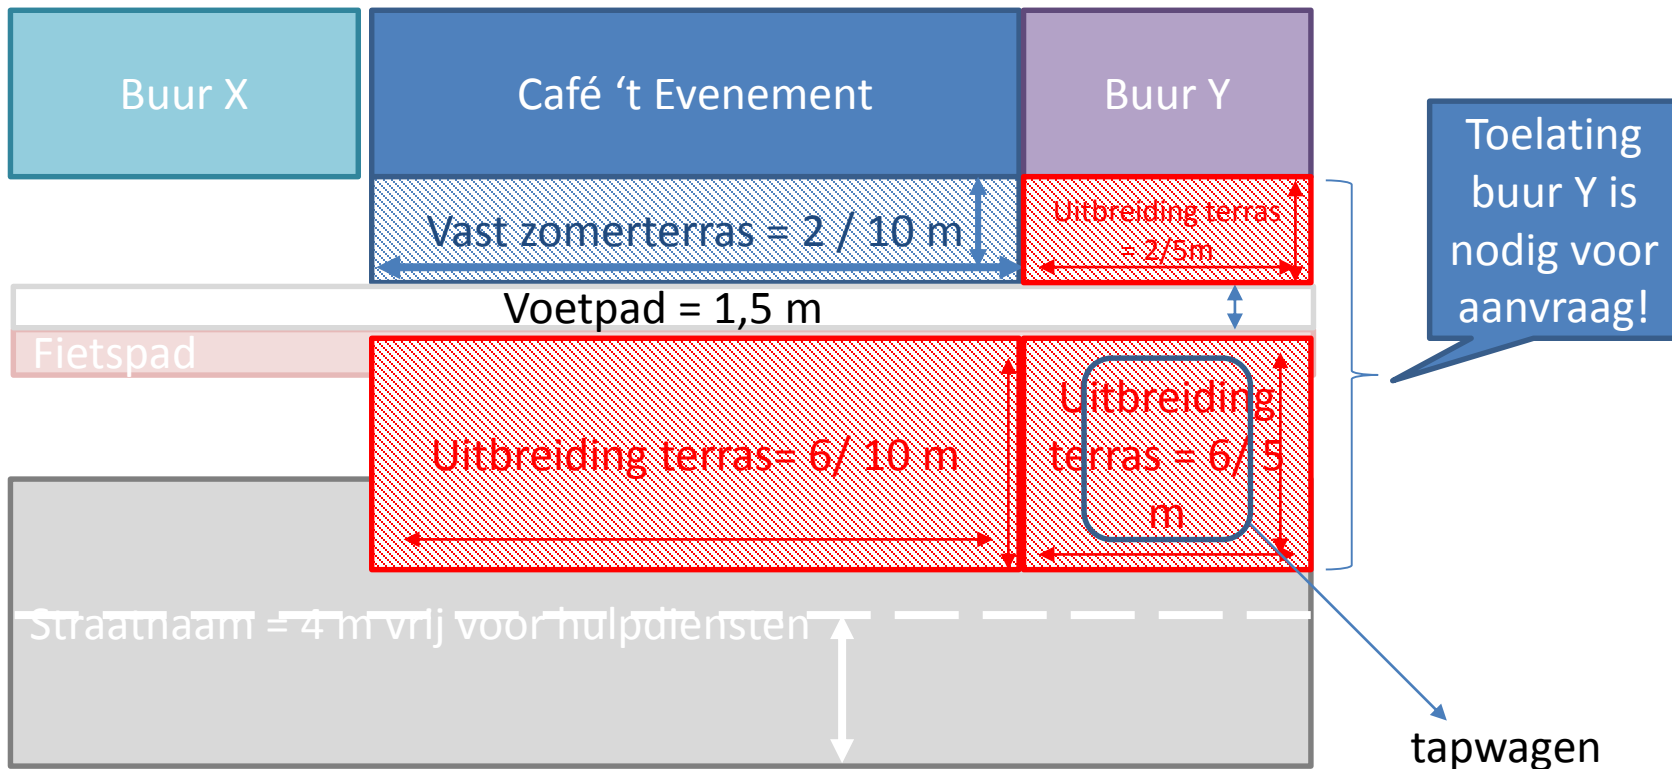 Buur X
Café ‘t Evenement
Buur Y
Toelating
buur Y is
nodig voor
aanvraag!
Vast zomerterras = 2 / 10 m
Uitbreiding terras
= 2/5m
Voetpad = 1,5 m
Fietspad
Uitbreiding terras= 6/ 10 m
Uitbreiding
terras = 6/ 5
m
Straatnaam = 4 m vrij voor hulpdiensten
tapwagen